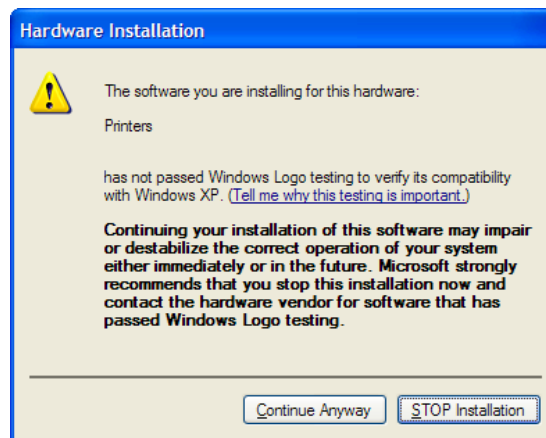 Hardware Installation
The software you are installing for this hardware:
Printers
has not passed Windows Logo testing to verify its compatibility
with Windows XP. (Tell me why this testing is important.)
Continuing your installation of this software may impair
or destabilize the correct operation of your system
either immediately or in the future. Microsoft strongly
recommends that you stop this installation now and
contact the hardware vendor for software that has
passed Windows Logo testing.
Continue Anyway
STOP Installation